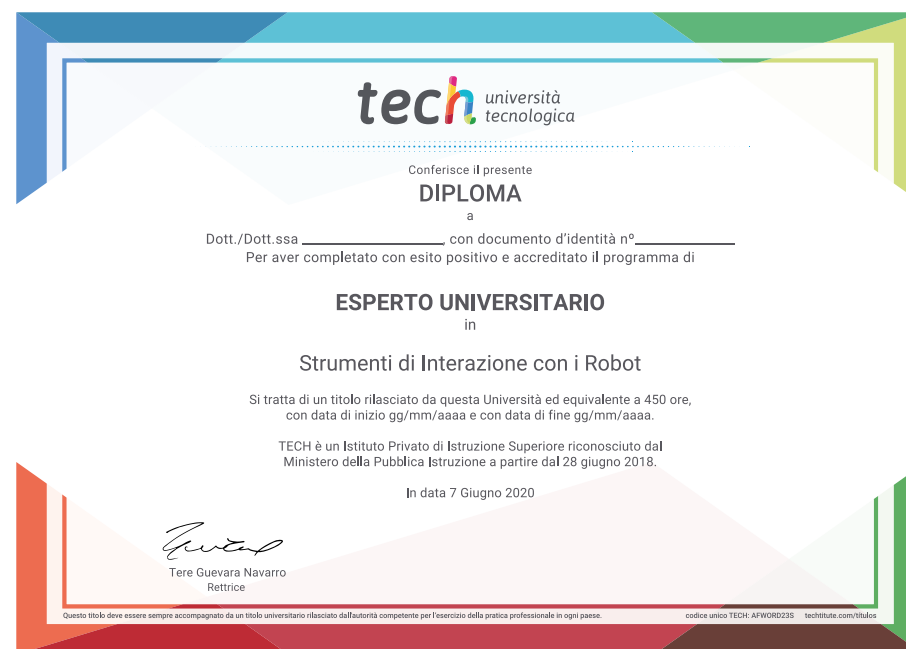 tech università
tecnologica
Conferisce il presente
DIPLOMA
a
Dott./Dott.ssa ____________________, con documento d'identità nº______________
Per aver completato con esito positivo e accreditato il programma di
ESPERTO UNIVERSITARIO
in
Strumenti di Interazione con i Robot
Si tratta di un titolo rilasciato da questa Università ed equivalente a 450 ore,
con data di inizio gg/mm/aaaa e con data di fine gg/mm/aaaa.
TECH è un Istituto Privato di Istruzione Superiore riconosciuto dal
Ministero della Pubblica Istruzione a partire dal 28 giugno 2018.
In data 7 Giugno 2020
Tere Guevara Navarro
Rettrice
Questo titolo deve essere sempre accompagnato da un titolo universitario rilasciato dall'autorità competente per l'esercizio della pratica professionale in ogni paese. codice unico TECH: AFWORD23S techtitute.com/titulos